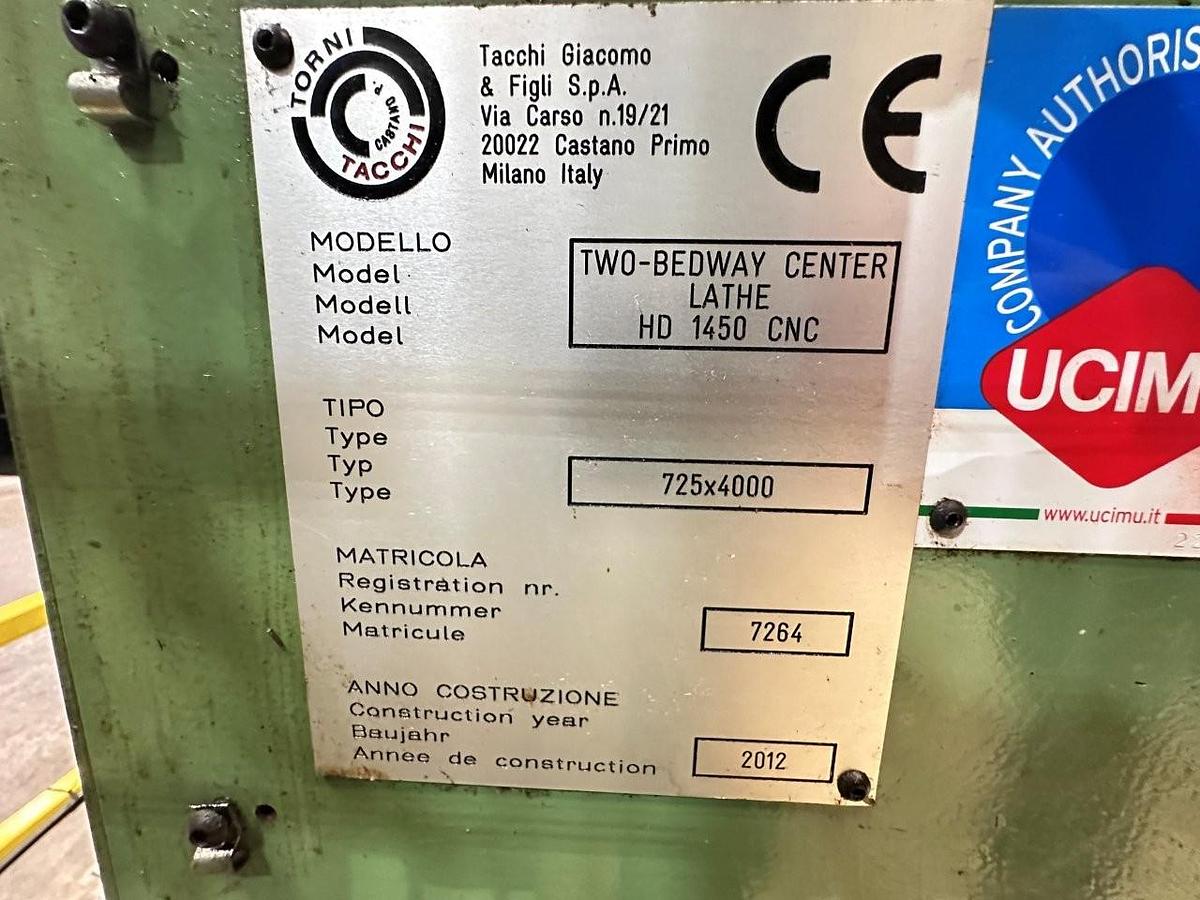 TORNI
TACCHI
CASTANO P.
Tacchi Giacomo
& Figli S.p.A.
Via Carso n.19/21
20022 Castano Primo
Milano Italy
CE
MODELLO
Model
Modell
Model
TWO-BEDWAY CENTER
LATHE
HD 1450 CNC
TIPO
Type
Typ
Type
725x4000
MATRICOLA
Registration nr.
Kennummer
Matricule
7264
ANNO COSTRUZIONE
Construction year
Baujahr
Annee de construction
2012
COMPANY AUTHORIS
UCIM
www.ucimu.it